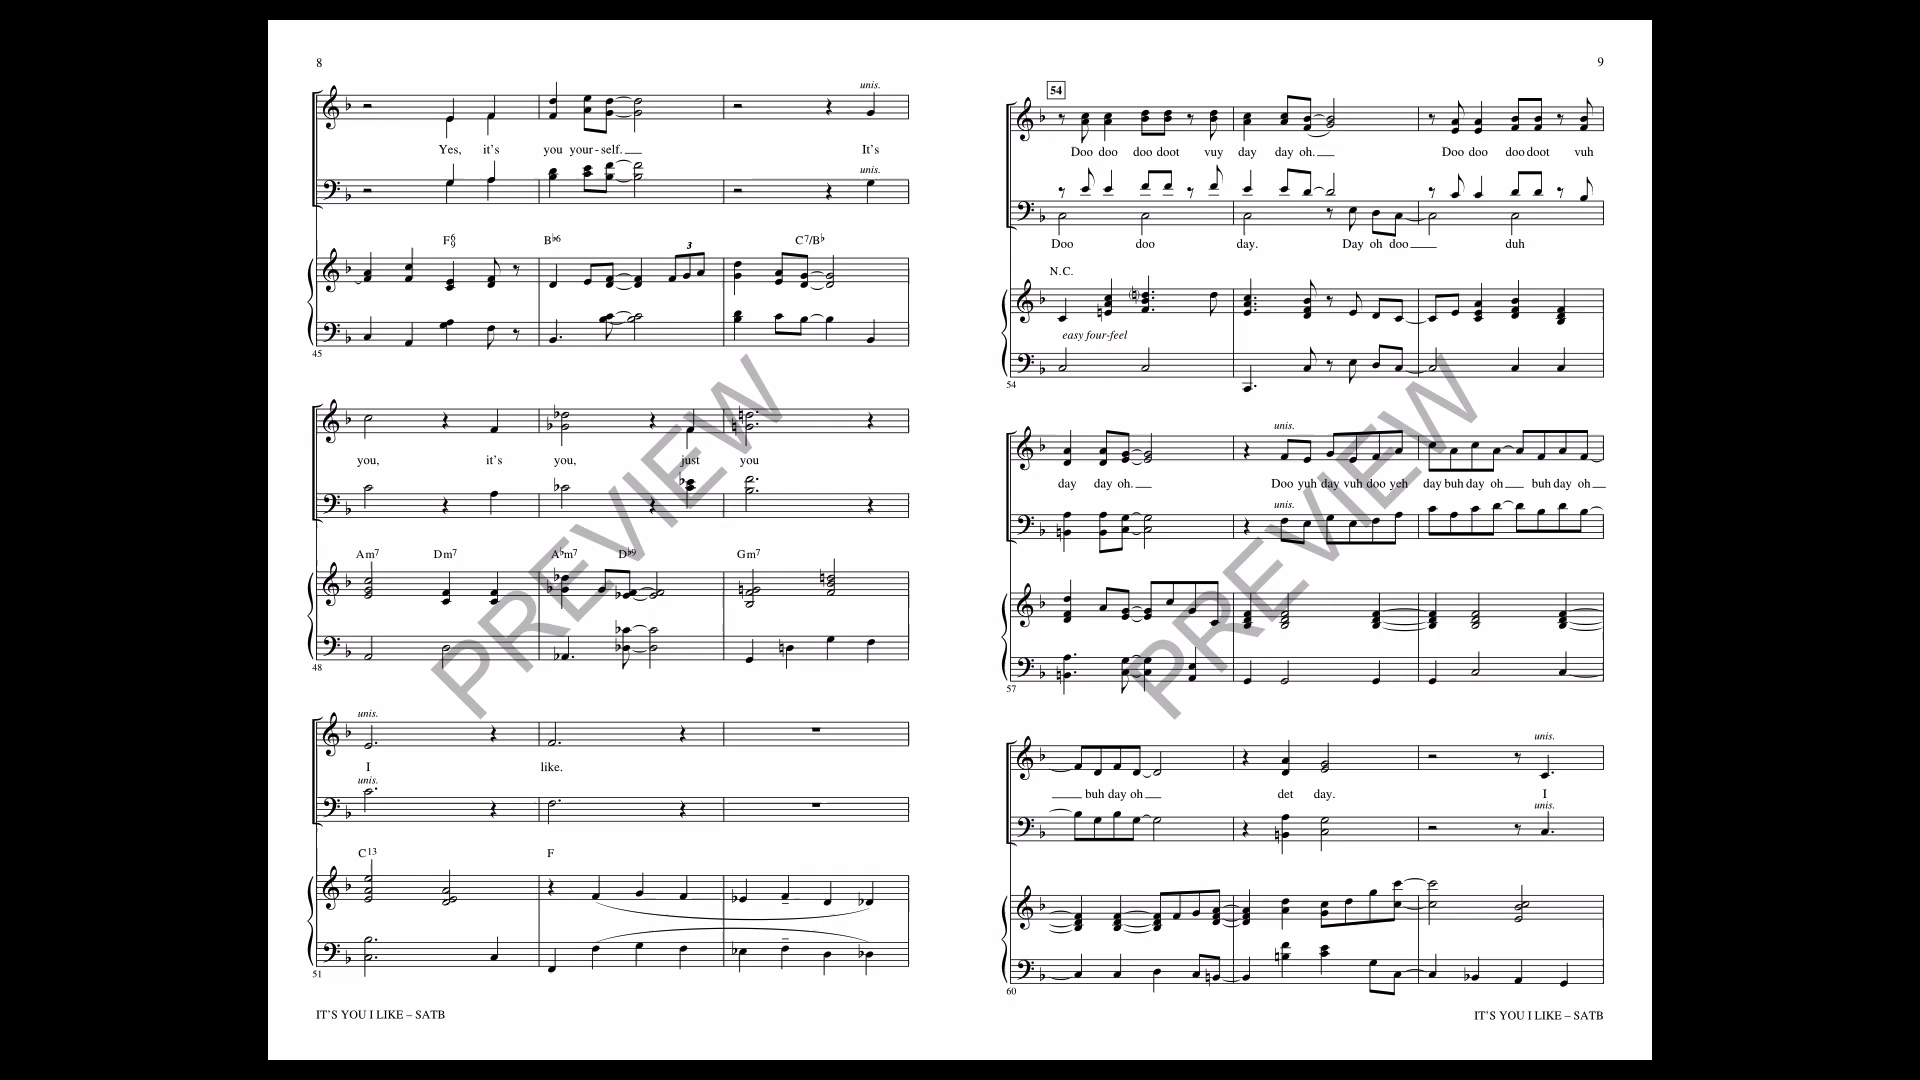 8
unis.
Yes, it's you your-self. It's
unis.
F6/9 B♭6 C7/B♭
3
45
you, it's you, just you
Am7 Dm7 A♭m7 D♭9 Gm7
48
unis.
I like.
unis.
C13 F
51
IT'S YOU I LIKE – SATB
9
54
Doo doo doo doot vuy day day oh. Doo doo doo doot vuh
Doo doo day. Day oh doo duh
N.C.
easy four-feel
54
unis.
day day oh. Doo yuh day vuh doo yeh day buh day oh buh day oh
unis.
57
unis.
buh day oh det day. I
unis.
60
IT'S YOU I LIKE – SATB
PREVIEW
PREVIEW